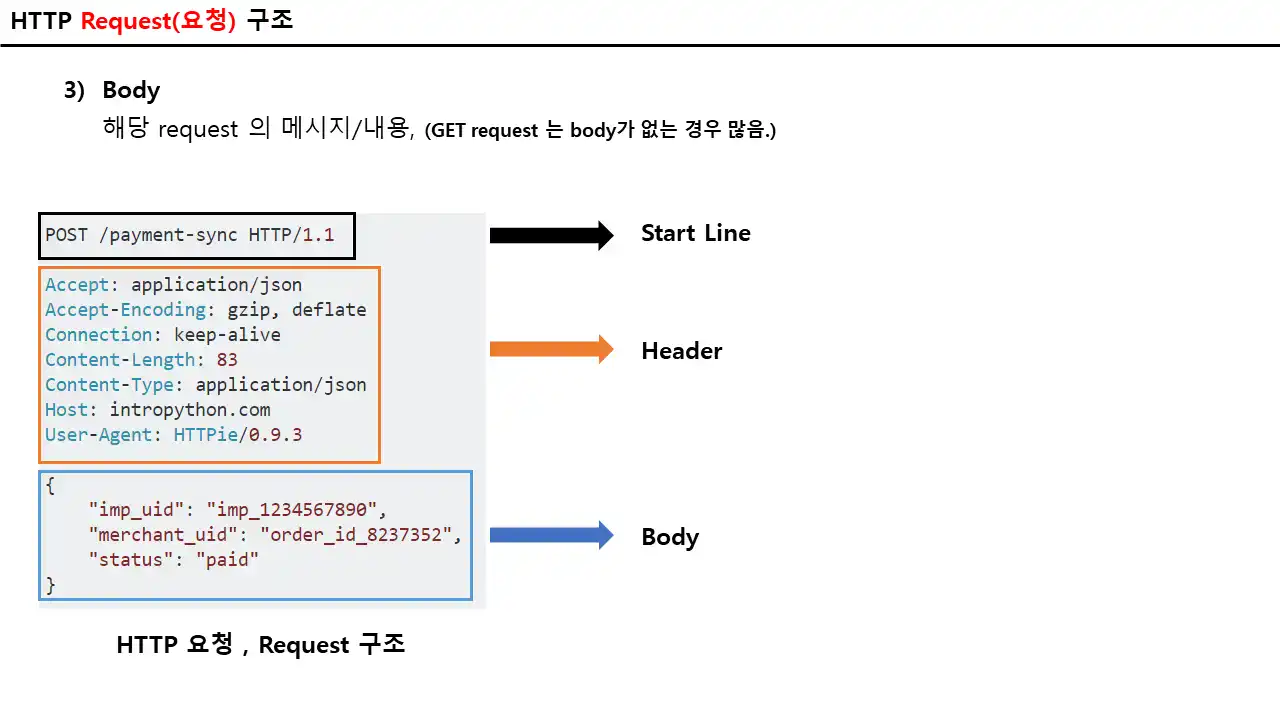 HTTP Request(요청) 구조
3) Body
해당 request 의 메시지/내용, (GET request 는 body가 없는 경우 많음.)
POST /payment-sync HTTP/1.1
Start Line
Accept: application/json
Accept-Encoding: gzip, deflate
Connection: keep-alive
Content-Length: 83
Content-Type: application/json
Host: intropython.com
User-Agent: HTTPie/0.9.3
Header
{
"imp_uid": "imp_1234567890",
"merchant_uid": "order_id_8237352",
"status": "paid"
}
Body
HTTP 요청 , Request 구조